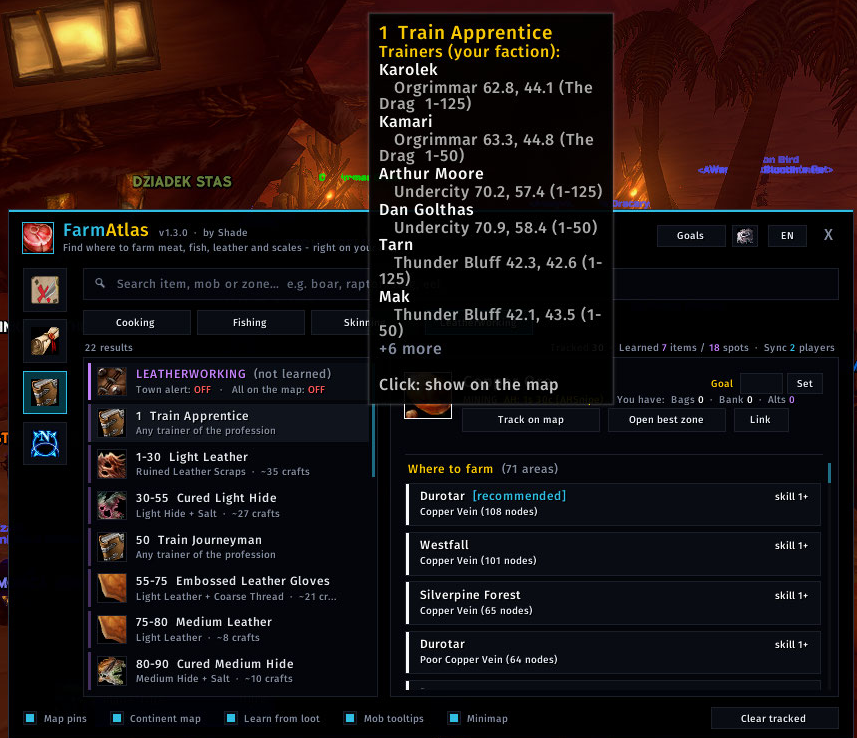 1 Train Apprentice
Trainers (your faction):
Karolek
Orgrimmar 62.8, 44.1 (The
Drag 1-125)
Kamari
Orgrimmar 63.3, 44.8 (The
Drag 1-50)
Arthur Moore
Undercity 70.2, 57.4 (1-125)
Dan Golthas
Undercity 70.9, 58.4 (1-50)
Tarn
Thunder Bluff 42.3, 42.6 (1-
125)
Mak
Thunder Bluff 42.1, 43.5 (1-
50)
+6 more
Click: show on the map
DZIADEK STAS
FarmAtlas v1.3.0 · by Shade
Find where to farm meat, fish, leather and scales - right on you
Goals
EN
X
Search item, mob or zone... e.g. boar, rapt
Cooking
Fishing
Skinn
Leatherworking
22 results
Learned 7 items / 18 spots · Sync 2 players
LEATHERWORKING (not learned)
Town alert: OFF · All on the map: OFF
1 Train Apprentice
Any trainer of the profession
1-30 Light Leather
Ruined Leather Scraps · ~35 crafts
30-55 Cured Light Hide
Light Hide + Salt · ~27 crafts
50 Train Journeyman
Any trainer of the profession
55-75 Embossed Leather Gloves
Light Leather + Coarse Thread · ~21 cr...
75-80 Medium Leather
Light Leather · ~8 crafts
80-90 Cured Medium Hide
Medium Hide + Salt · ~10 crafts
Goal
Set
You have: Bags 0 · Bank 0 · Alts 0
Track on map
Open best zone
Link
Where to farm (71 areas)
Durotar [recommended]
skill 1+
Copper Vein (108 nodes)
Westfall
skill 1+
Copper Vein (101 nodes)
Silverpine Forest
skill 1+
Copper Vein (65 nodes)
Durotar
skill 1+
Poor Copper Vein (64 nodes)
Map pins
Continent map
Learn from loot
Mob tooltips
Minimap
Clear tracked